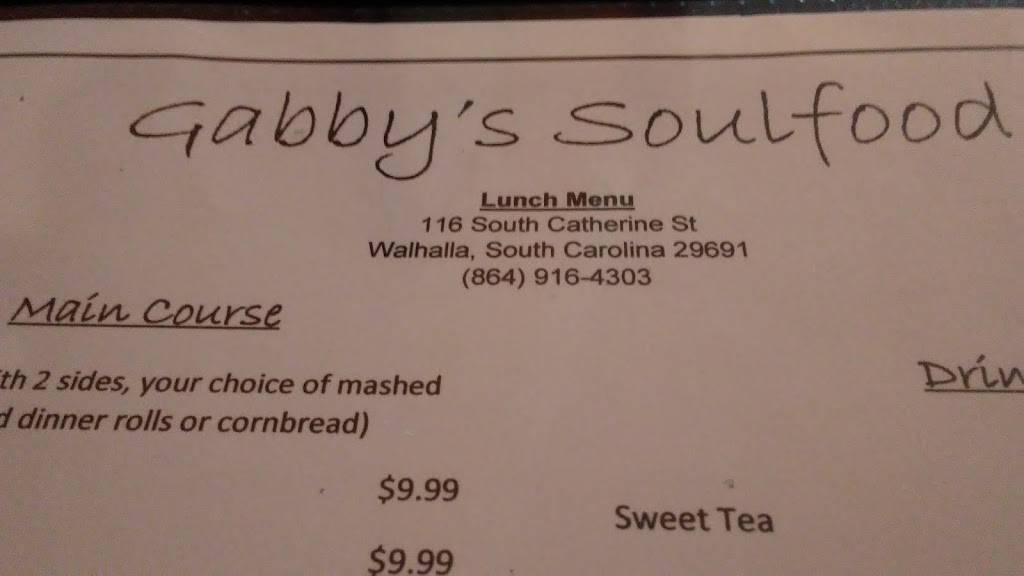 Gabby's Soulfood
Lunch Menu
116 South Catherine St
Walhalla, South Carolina 29691
(864) 916-4303
Main Course
2 sides, your choice of mashed
dinner rolls or cornbread)
$9.99
$9.99
Sweet Tea